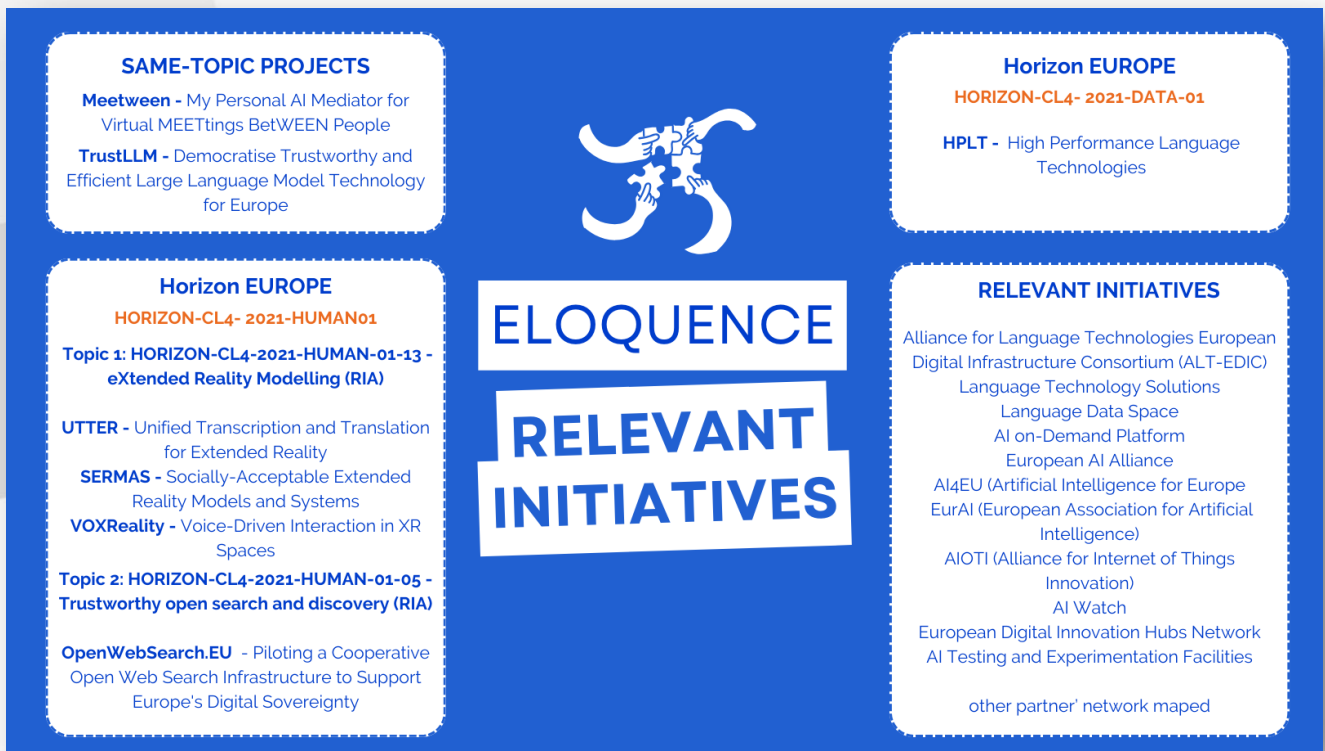 SAME-TOPIC PROJECTS
Meetween - My Personal AI Mediator for
Virtual MEETtings BetWEEN People
TrustLLM - Democratise Trustworthy and
Efficient Large Language Model Technology
for Europe
Horizon EUROPE
HORIZON-CL4- 2021-HUMAN01
Topic 1: HORIZON-CL4-2021-HUMAN-01-13 -
eXtended Reality Modelling (RIA)
UTTER - Unified Transcription and Translation
for Extended Reality
SERMAS - Socially-Acceptable Extended
Reality Models and Systems
VOXReality - Voice-Driven Interaction in XR
Spaces
Topic 2: HORIZON-CL4-2021-HUMAN-01-05 -
Trustworthy open search and discovery (RIA)
OpenWebSearch.EU - Piloting a Cooperative
Open Web Search Infrastructure to Support
Europe's Digital Sovereignty
ELOQUENCE
RELEVANT
INITIATIVES
Horizon EUROPE
HORIZON-CL4- 2021-DATA-01
HPLT - High Performance Language
Technologies
RELEVANT INITIATIVES
Alliance for Language Technologies European
Digital Infrastructure Consortium (ALT-EDIC)
Language Technology Solutions
Language Data Space
AI on-Demand Platform
European AI Alliance
AI4EU (Artificial Intelligence for Europe
EurAI (European Association for Artificial
Intelligence)
AIOTI (Alliance for Internet of Things
Innovation)
AI Watch
European Digital Innovation Hubs Network
AI Testing and Experimentation Facilities
other partner' network maped